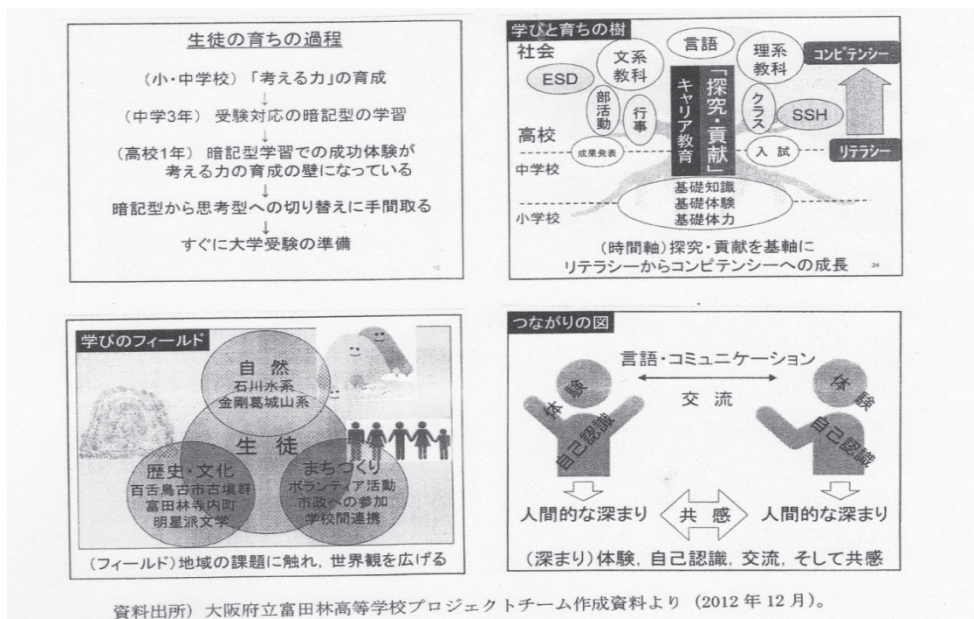 生徒の育ちの過程
(小・中学校)「考える力」の育成
↓
(中学3年) 受験対応の暗記型の学習
↓
(高校1年) 暗記型学習での成功体験が
考える力の育成の壁になっている
↓
暗記型から思考型への切り替えに手間取る
↓
すぐに大学受験の準備
12
学びと育ちの樹
社会
言語
文系
教科
理系
教科
コンピテンシー
ESD
部活動
行事
キャリア教育
「探究・貢献」
クラス
SSH
高校
成果発表
入試
リテラシー
中学校
基礎知識
基礎体験
基礎体力
小学校
(時間軸)探究・貢献を基軸に
リテラシーからコンピテンシーへの成長
24
学びのフィールド
自然
石川水系
金剛葛城山系
生徒
歴史・文化
百舌鳥古市古墳群
富田林寺内町
明星派文学
まちづくり
ボランティア活動
市政への参加
学校間連携
(フィールド)地域の課題に触れ,世界観を広げる
つながりの図
言語・コミュニケーション
交流
体験
自己認識
体験
自己認識
人間的な深まり
共感
人間的な深まり
(深まり)体験,自己認識,交流,そして共感
資料出所)大阪府立富田林高等学校プロジェクトチーム作成資料より(2012年12月)。